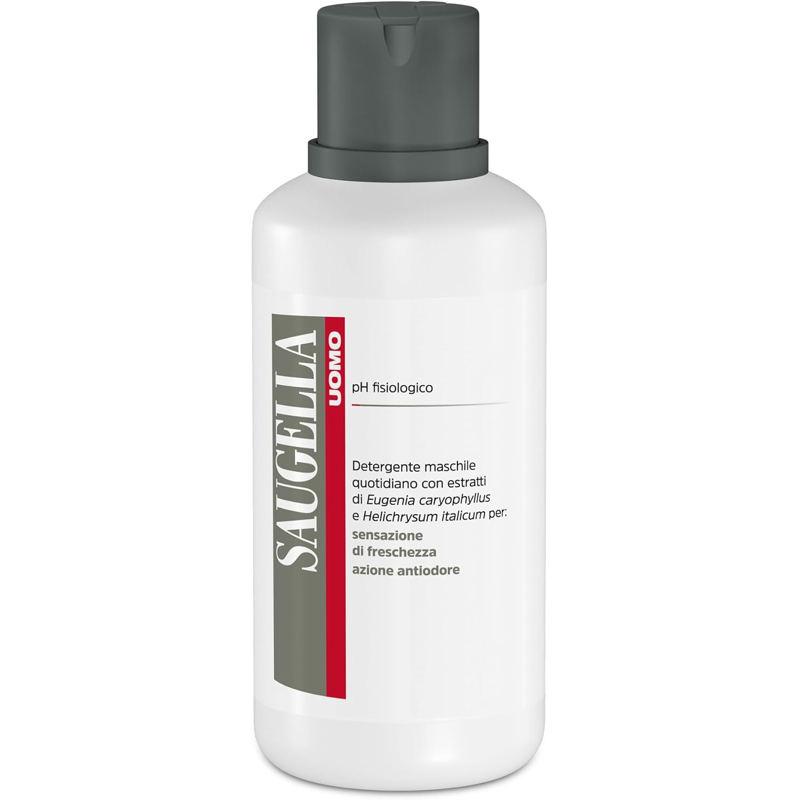 SAUGELLA
UOMO
pH fisiologico
Detergente maschile
quotidiano con estratti
di Eugenia caryophyllus
e Helichrysum italicum per:
sensazione
di freschezza
azione antiodore